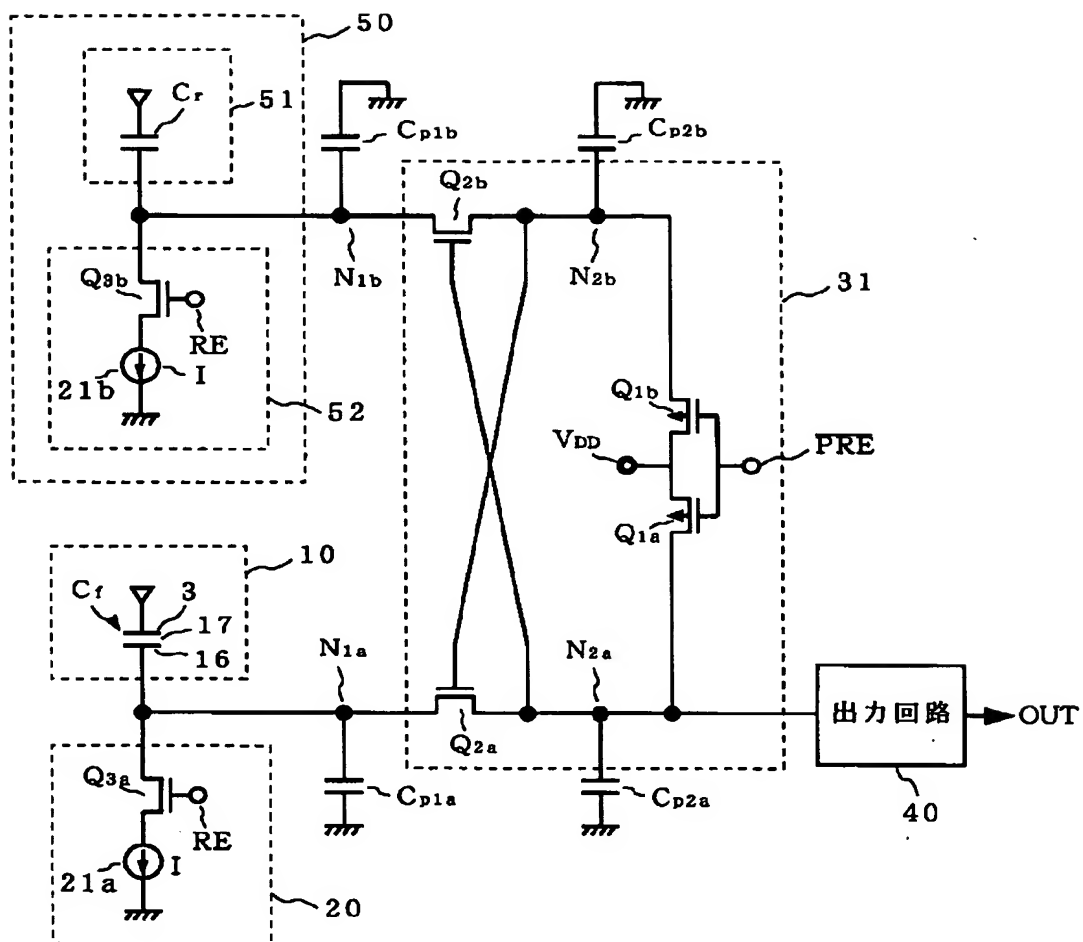 50
Cr
51
Cp1b
Cp2b
Q2b
N1b
N2b
31
Q3b
RE
21b
I
52
Q1b
VDD
PRE
Q1a
10
Cf
3
17
16
N1a
N2a
出力回路
OUT
Q2a
Q3a
RE
Cp1a
Cp2a
40
21a
I
20